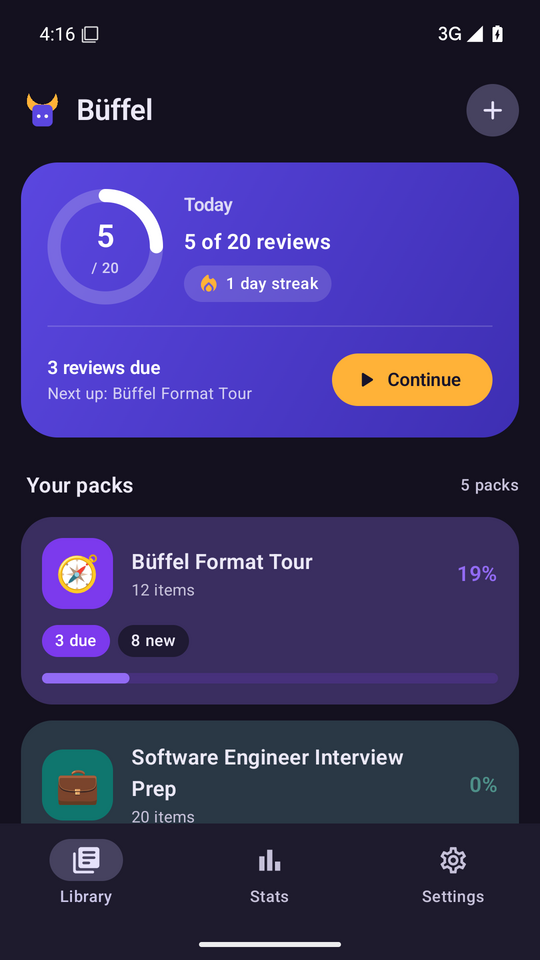 4:16
3G
Büffel
5
/ 20
Today
5 of 20 reviews
1 day streak
3 reviews due
Next up: Büffel Format Tour
Continue
Your packs
5 packs
Büffel Format Tour
12 items
19%
3 due
8 new
Software Engineer Interview
Prep
20 items
0%
Library
Stats
Settings